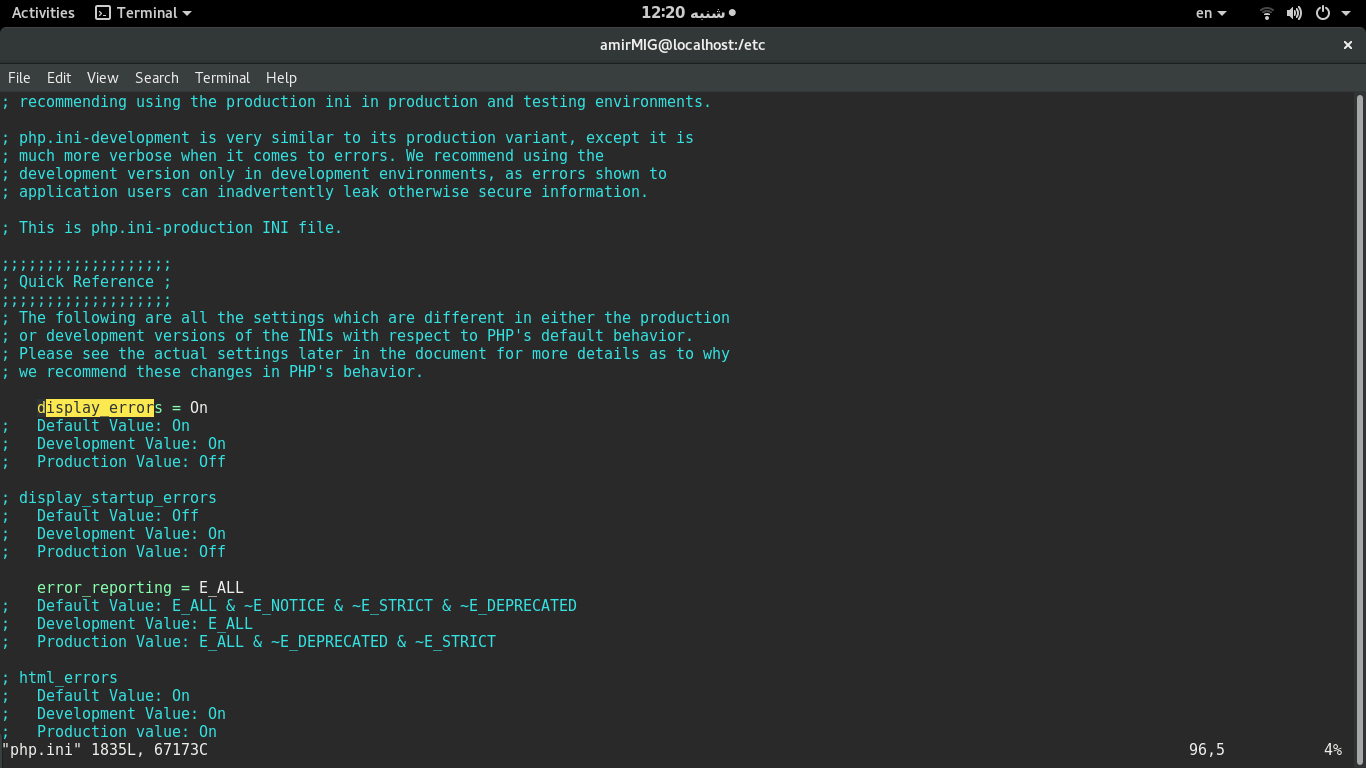 Activities Terminal شنبه 12:20 en
amirMIG@localhost:/etc ×
File Edit View Search Terminal Help
; recommending using the production ini in production and testing environments.
; php.ini-development is very similar to its production variant, except it is
; much more verbose when it comes to errors. We recommend using the
; development version only in development environments, as errors shown to
; application users can inadvertently leak otherwise secure information.
; This is php.ini-production INI file.
;;;;;;;;;;;;;;;;;;;
; Quick Reference ;
;;;;;;;;;;;;;;;;;;;
; The following are all the settings which are different in either the production
; or development versions of the INIs with respect to PHP's default behavior.
; Please see the actual settings later in the document for more details as to why
; we recommend these changes in PHP's behavior.
display_errors = On
;   Default Value: On
;   Development Value: On
;   Production Value: Off
; display_startup_errors
;   Default Value: Off
;   Development Value: On
;   Production Value: Off
error_reporting = E_ALL
;   Default Value: E_ALL & ~E_NOTICE & ~E_STRICT & ~E_DEPRECATED
;   Development Value: E_ALL
;   Production Value: E_ALL & ~E_DEPRECATED & ~E_STRICT
; html_errors
;   Default Value: On
;   Development Value: On
;   Production value: On
"php.ini" 1835L, 67173C 96,5 4%